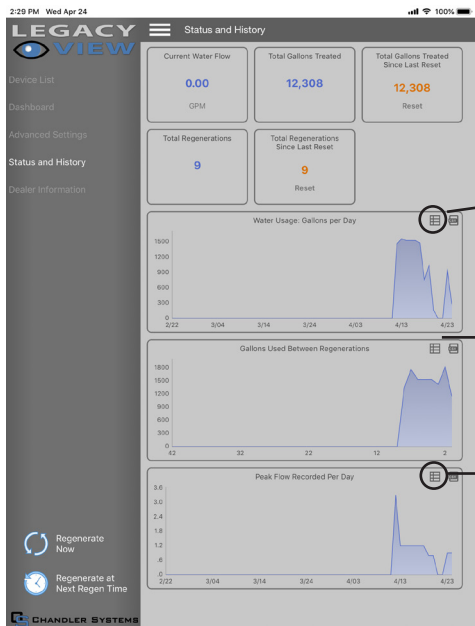 2:29 PM Wed Apr 24
100%
LEGACY
VIEW
Device List
Dashboard
Advanced Settings
Status and History
Dealer Information
Regenerate
Now
Regenerate at
Next Regen Time
CHANDLER SYSTEMS
Status and History
Current Water Flow
0.00
GPM
Total Gallons Treated
12,308
Total Gallons Treated
Since Last Reset
12,308
Reset
Total Regenerations
9
Total Regenerations
Since Last Reset
9
Reset
Water Usage: Gallons per Day
1500
1200
900
600
300
0
2/22 3/04 3/14 3/24 4/03 4/13 4/23
Gallons Used Between Regenerations
1800
1500
1200
900
600
300
0
42 32 22 12 2
Peak Flow Recorded Per Day
3.6
3.0
2.4
1.8
1.2
.6
.0
2/22 3/04 3/14 3/24 4/03 4/13 4/23